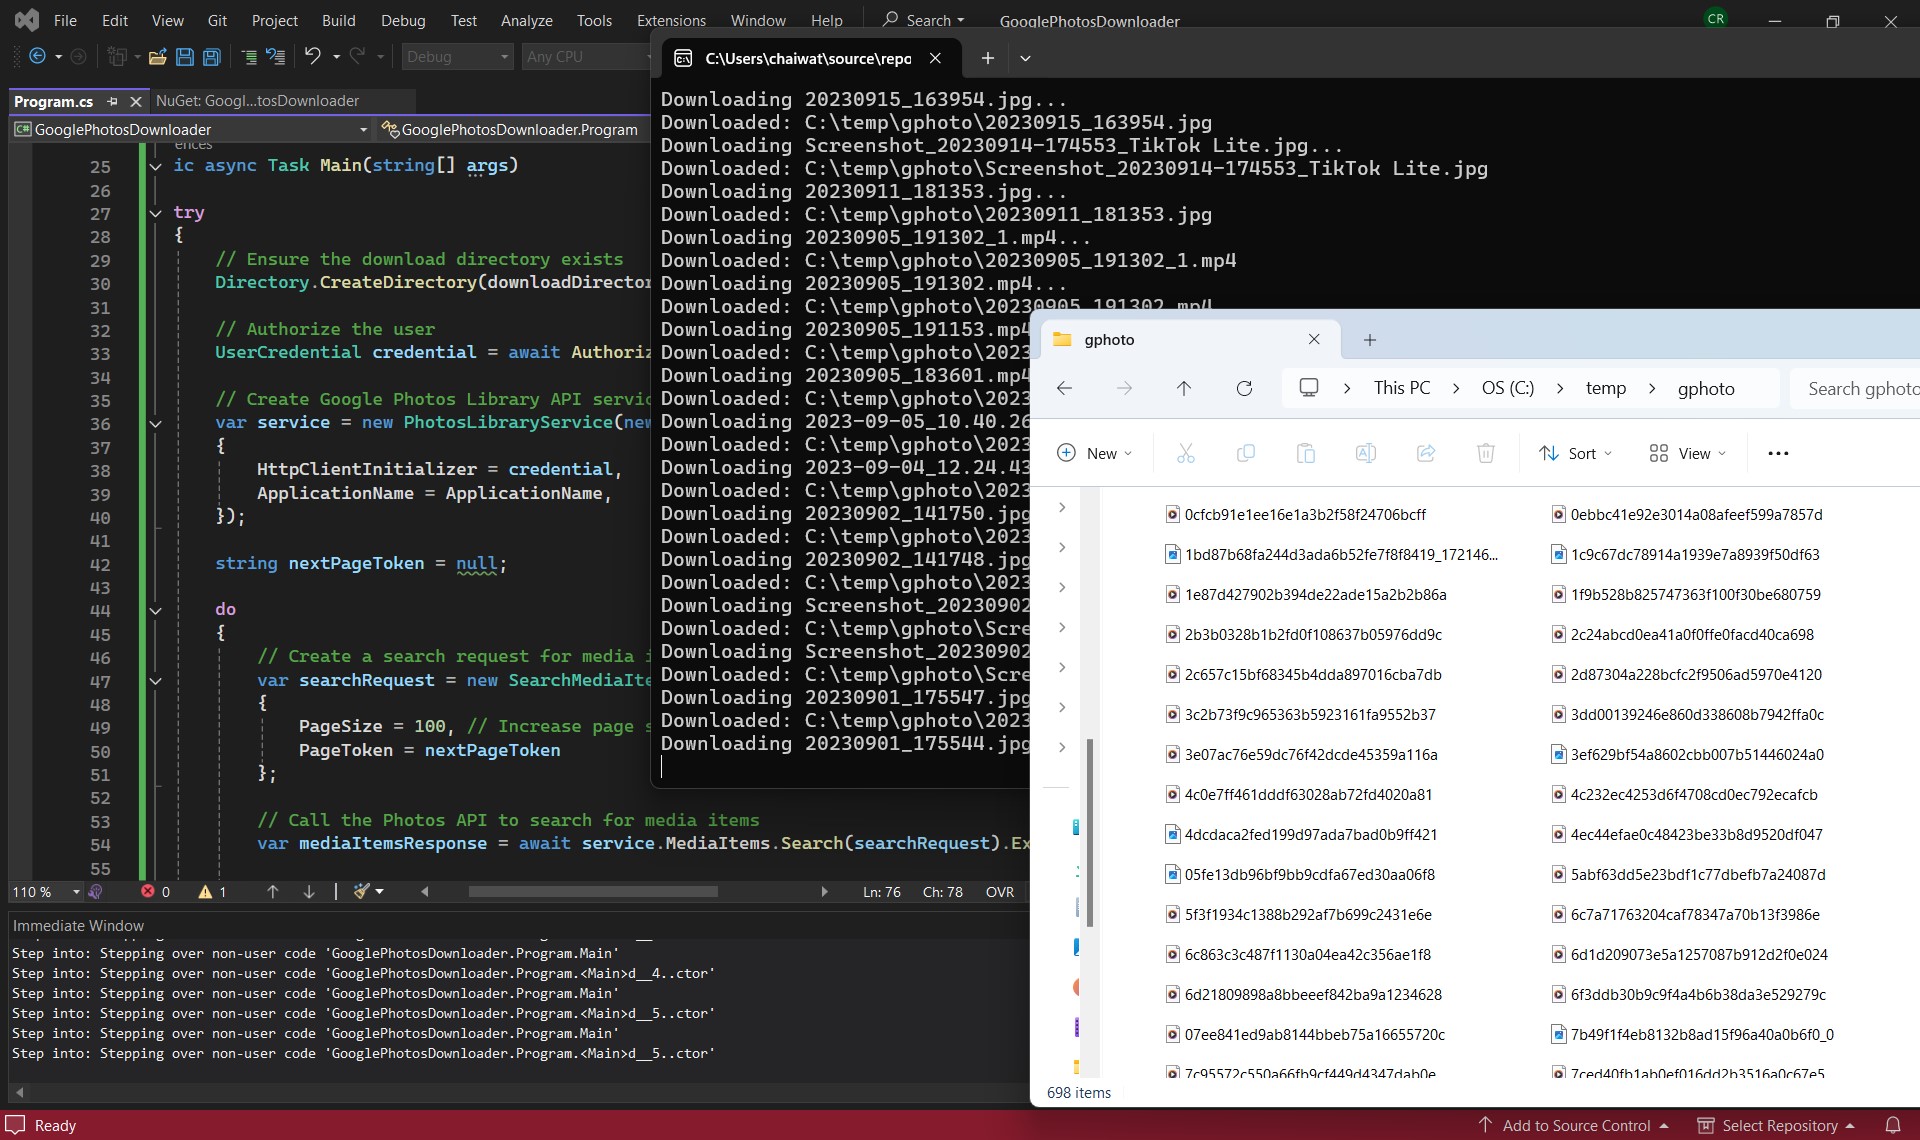 File Edit View Git Project Build Debug Test Analyze Tools Extensions Window Help Search GooglePhotosDownloader CR
Debug Any CPU
Program.cs NuGet: Googl...tosDownloader
GooglePhotosDownloader GooglePhotosDownloader.Program
ences
25 ic async Task Main(string[] args)
26
27 try
28 {
29 // Ensure the download directory exists
30 Directory.CreateDirectory(downloadDirector
31
32 // Authorize the user
33 UserCredential credential = await Authoriz
34
35 // Create Google Photos Library API servic
36 var service = new PhotosLibraryService(new
37 {
38 HttpClientInitializer = credential,
39 ApplicationName = ApplicationName,
40 });
41
42 string nextPageToken = null;
43
44 do
45 {
46 // Create a search request for media i
47 var searchRequest = new SearchMediaIte
48 {
49 PageSize = 100, // Increase page s
50 PageToken = nextPageToken
51 };
52
53 // Call the Photos API to search for media items
54 var mediaItemsResponse = await service.MediaItems.Search(searchRequest).Ex
55
110 % 0 1 Ln: 76 Ch: 78 OVR
Immediate Window
Step into: Stepping over non-user code 'GooglePhotosDownloader.Program.Main'
Step into: Stepping over non-user code 'GooglePhotosDownloader.Program.<Main>d__4..ctor'
Step into: Stepping over non-user code 'GooglePhotosDownloader.Program.Main'
Step into: Stepping over non-user code 'GooglePhotosDownloader.Program.<Main>d__5..ctor'
Step into: Stepping over non-user code 'GooglePhotosDownloader.Program.Main'
Step into: Stepping over non-user code 'GooglePhotosDownloader.Program.<Main>d__5..ctor'
Ready Add to Source Control Select Repository
C:\Users\chaiwat\source\repo
Downloading 20230915_163954.jpg...
Downloaded: C:\temp\gphoto\20230915_163954.jpg
Downloading Screenshot_20230914-174553_TikTok Lite.jpg...
Downloaded: C:\temp\gphoto\Screenshot_20230914-174553_TikTok Lite.jpg
Downloading 20230911_181353.jpg...
Downloaded: C:\temp\gphoto\20230911_181353.jpg
Downloading 20230905_191302_1.mp4...
Downloaded: C:\temp\gphoto\20230905_191302_1.mp4
Downloading 20230905_191302.mp4...
Downloaded: C:\temp\gphoto\20230905_191302.mp4
Downloading 20230905_191153.mp4
Downloaded: C:\temp\gphoto\2023
Downloading 20230905_183601.mp4
Downloaded: C:\temp\gphoto\2023
Downloading 2023-09-05_10.40.26
Downloaded: C:\temp\gphoto\2023
Downloading 2023-09-04_12.24.43
Downloaded: C:\temp\gphoto\2023
Downloading 20230902_141750.jpg
Downloaded: C:\temp\gphoto\2023
Downloading 20230902_141748.jpg
Downloaded: C:\temp\gphoto\2023
Downloading Screenshot_20230902
Downloaded: C:\temp\gphoto\Scre
Downloading Screenshot_20230902
Downloaded: C:\temp\gphoto\Scre
Downloading 20230901_175547.jpg
Downloaded: C:\temp\gphoto\2023
Downloading 20230901_175544.jpg
gphoto
This PC > OS (C:) > temp > gphoto Search gphoto
New Sort View
0cfcb91e1ee16e1a3b2f58f24706bcff 0ebbc41e92e3014a08afeef599a7857d
1bd87b68fa244d3ada6b52fe7f8f8419_172146... 1c9c67dc78914a1939e7a8939f50df63
1e87d427902b394de22ade15a2b2b86a 1f9b528b825747363f100f30be680759
2b3b0328b1b2fd0f108637b05976dd9c 2c24abcd0ea41a0f0ffe0facd40ca698
2c657c15bf68345b4dda897016cba7db 2d87304a228bcfc2f9506ad5970e4120
3c2b73f9c965363b5923161fa9552b37 3dd00139246e860d338608b7942ffa0c
3e07ac76e59dc76f42dcde45359a116a 3ef629bf54a8602cbb007b51446024a0
4c0e7ff461dddf63028ab72fd4020a81 4c232ec4253d6f4708cd0ec792ecafcb
4dcdaca2fed199d97ada7bad0b9ff421 4ec44efae0c48423be33b8d9520df047
05fe13db96bf9bb9cdfa67ed30aa06f8 5abf63dd5e23bdf1c77dbefb7a24087d
5f3f1934c1388b292af7b699c2431e6e 6c7a71763204caf78347a70b13f3986e
6c863c3c487f1130a04ea42c356ae1f8 6d1d209073e5a1257087b912d2f0e024
6d21809898a8bbeeef842ba9a1234628 6f3ddb30b9c9f4a4b6b38da3e529279c
07ee841ed9ab8144bbeb75a16655720c 7b49f1f4eb8132b8ad15f96a40a0b6f0_0
7c95572c550a66fb9cf449d4347dab0e 7ced40fb1ab0ef016dd2b3516a0c67e5
698 items